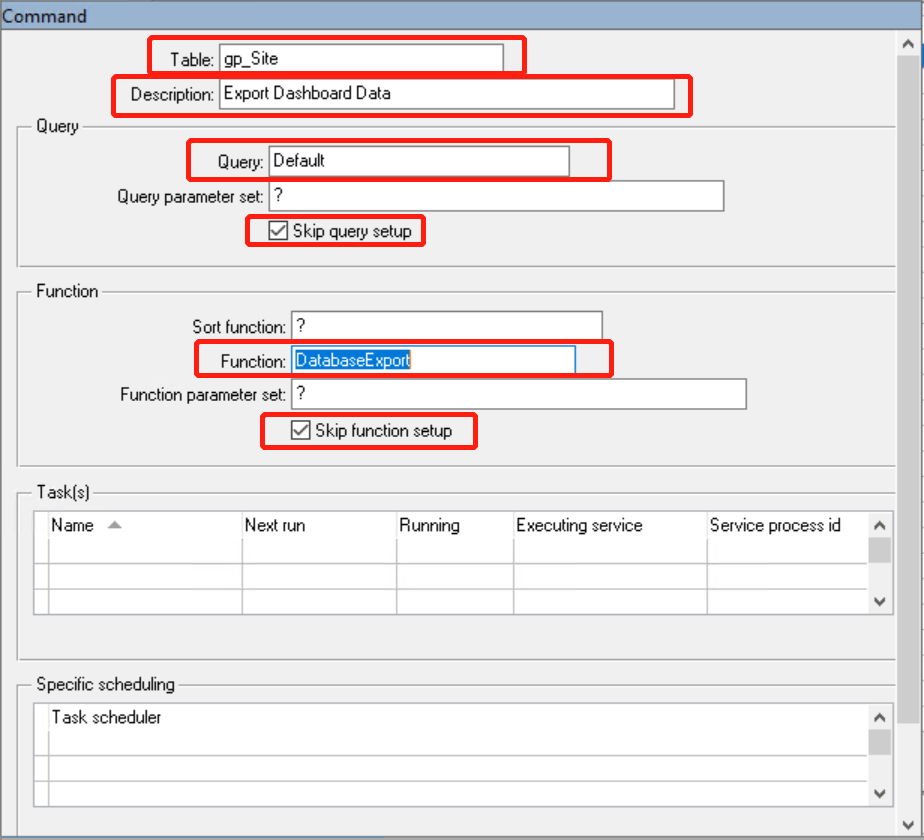 Command
Table: gp_Site
Description: Export Dashboard Data
Query
Query: Default
Query parameter set: ?
Skip query setup
Function
Sort function: ?
Function: DatabaseExport
Function parameter set: ?
Skip function setup
Task(s)
Name Next run Running Executing service Service process id
Specific scheduling
Task scheduler